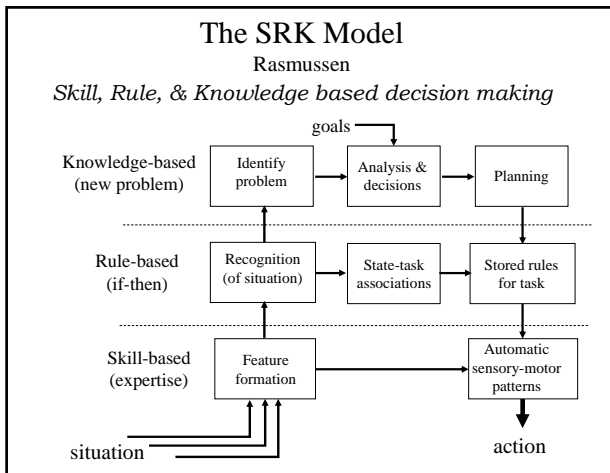 The SRK Model
Rasmussen
Skill, Rule, & Knowledge based decision making
goals
Knowledge-based
(new problem)
Identify
problem
Analysis &
decisions
Planning
Rule-based
(if-then)
Recognition
(of situation)
State-task
associations
Stored rules
for task
Skill-based
(expertise)
Feature
formation
Automatic
sensory-motor
patterns
situation
action